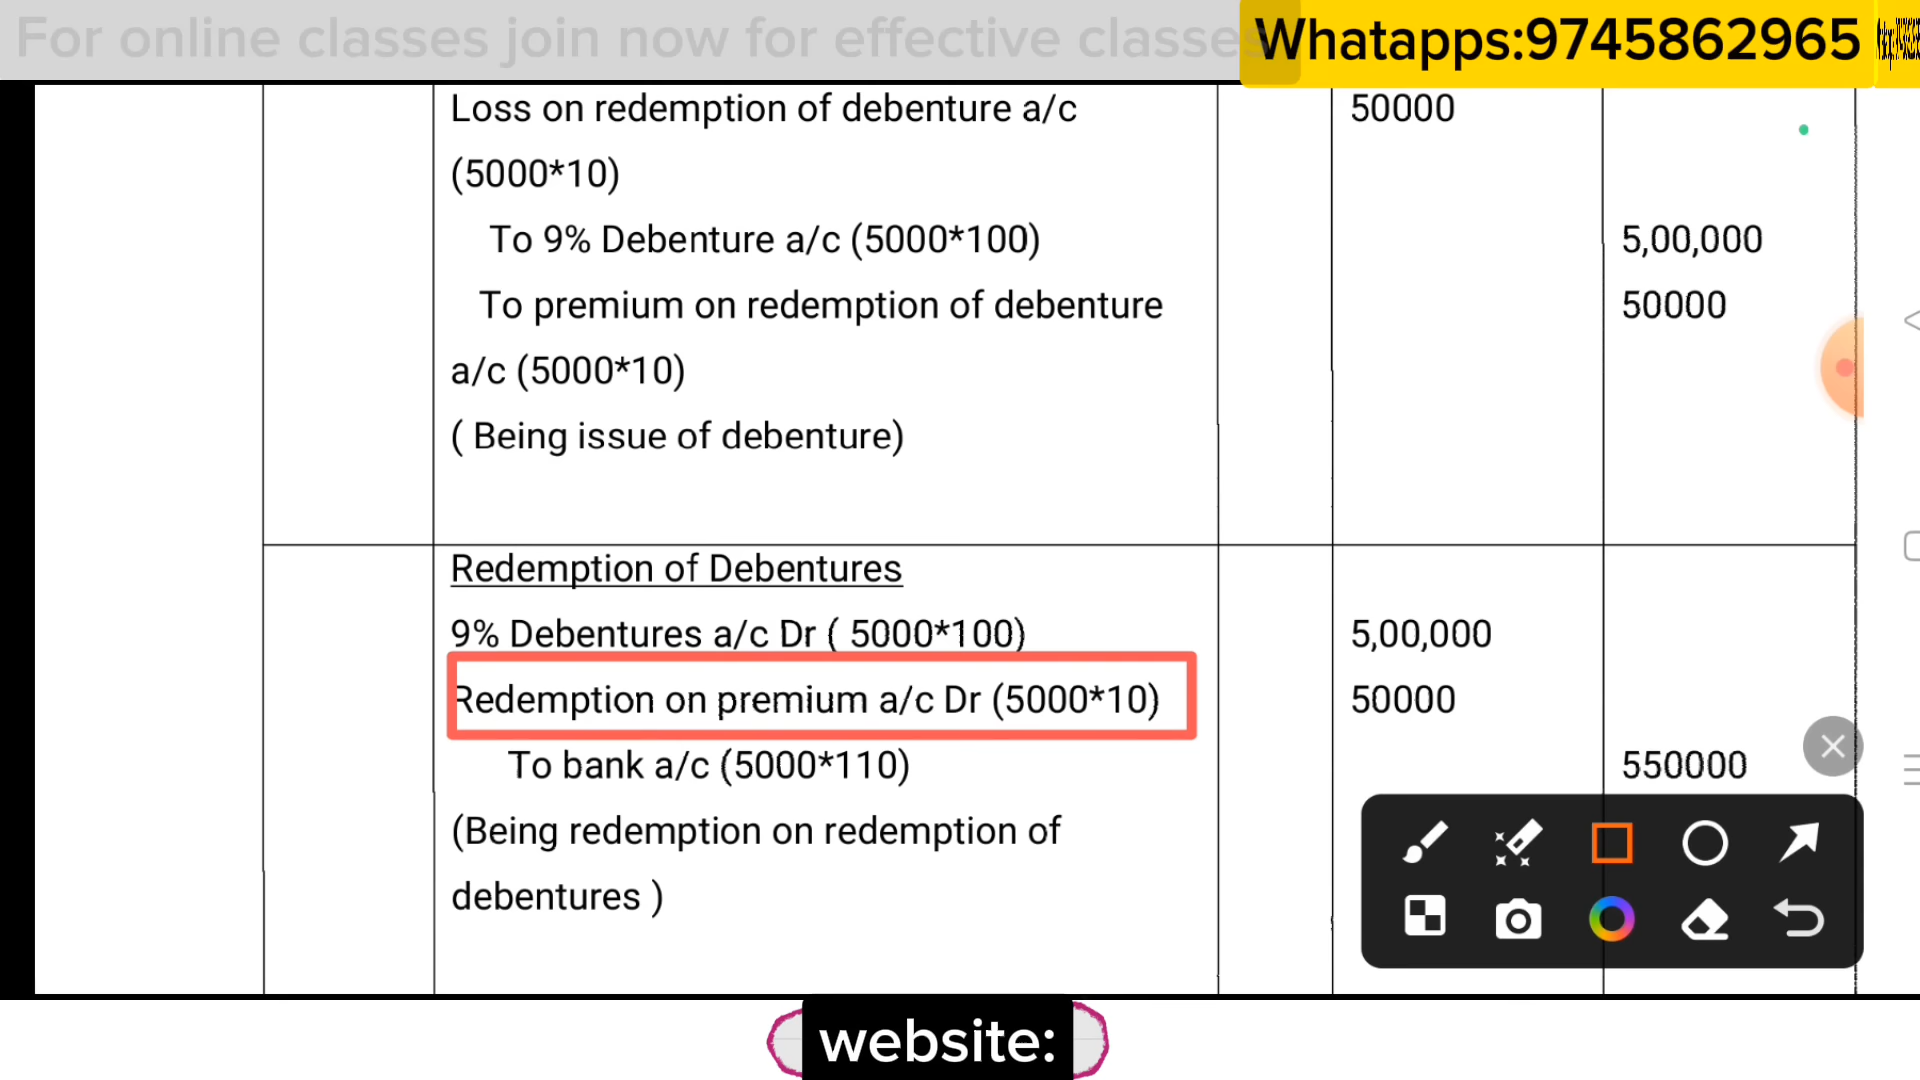 For online classes join now for effective classes
Whatapps:9745862965
Loss on redemption of debenture a/c 50000
(5000*10)
To 9% Debenture a/c (5000*100) 5,00,000
To premium on redemption of debenture 50000
a/c (5000*10)
( Being issue of debenture)
Redemption of Debentures
9% Debentures a/c Dr ( 5000*100) 5,00,000
Redemption on premium a/c Dr (5000*10) 50000
To bank a/c (5000*110) 550000
(Being redemption on redemption of
debentures )
website: